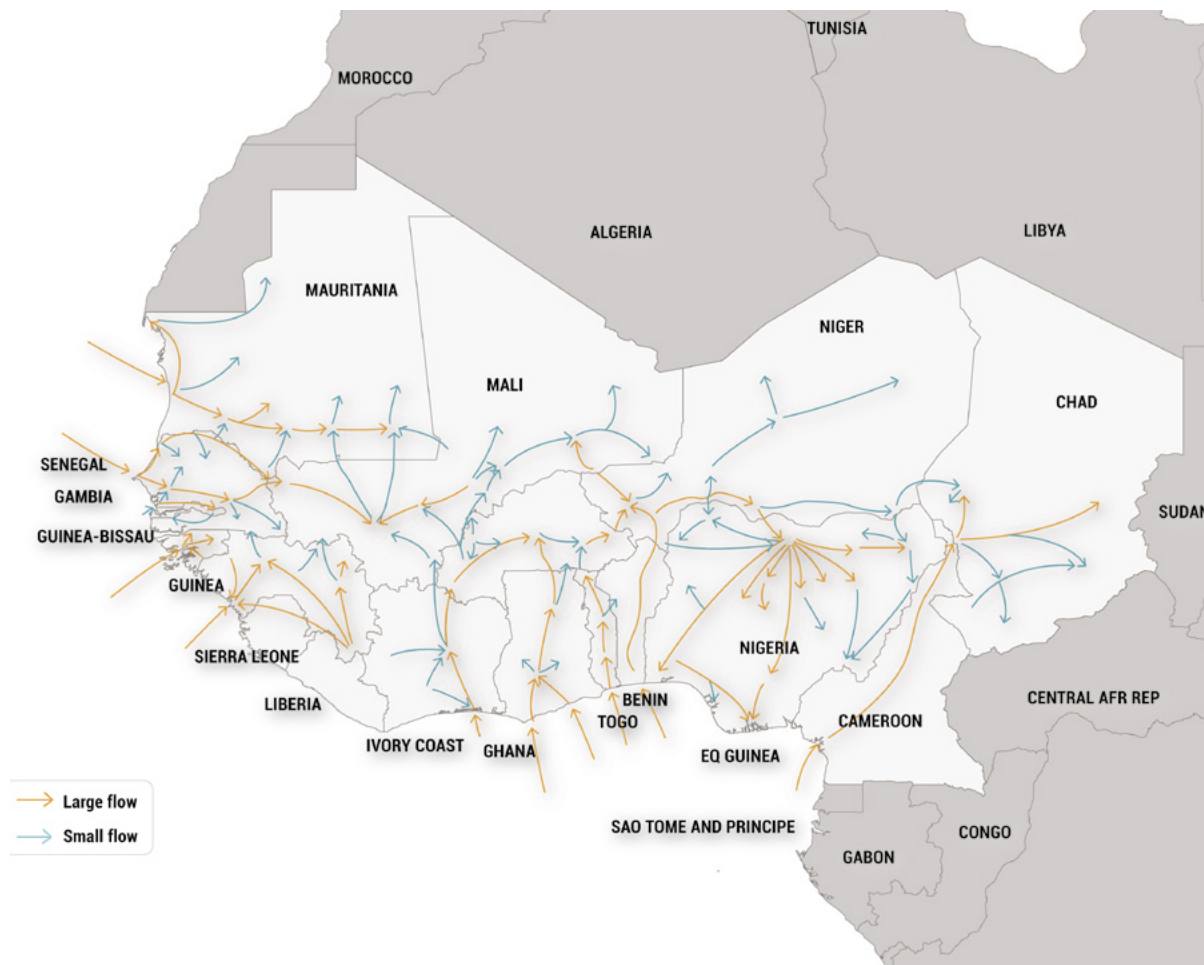 TUNISIA
MOROCCO
ALGERIA
LIBYA
MAURITANIA
NIGER
MALI
CHAD
SENEGAL
GAMBIA
SUDAN
GUINEA-BISSAU
GUINEA
SIERRA LEONE
NIGERIA
LIBERIA
BENIN
CENTRAL AFR REP
TOGO
CAMEROON
IVORY COAST
GHANA
EQ GUINEA
Large flow
Small flow
SAO TOME AND PRINCIPE
CONGO
GABON